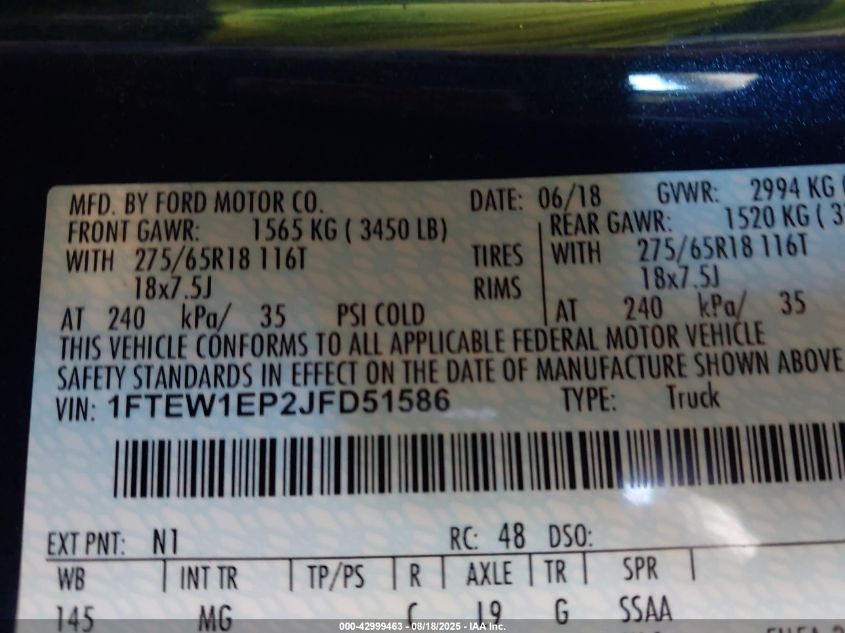 MFD. BY FORD MOTOR CO. DATE: 06/18 GVWR: 2994 KG (
FRONT GAWR: 1565 KG ( 3450 LB) REAR GAWR: 1520 KG ( 3
WITH 275/65R18 116T TIRES WITH 275/65R18 116T
18x7.5J RIMS 18x7.5J
AT 240 kPa/ 35 PSI COLD AT 240 kPa/ 35
THIS VEHICLE CONFORMS TO ALL APPLICABLE FEDERAL MOTOR VEHICLE
SAFETY STANDARDS IN EFFECT ON THE DATE OF MANUFACTURE SHOWN ABOVE
VIN: 1FTEW1EP2JFD51586 TYPE: Truck
EXT PNT: N1 RC: 48 DSO:
WB INT TR TP/PS R AXLE TR SPR
145 MG C L9 G SSAA
000-42999463 - 08/18/2025 - IAA Inc.